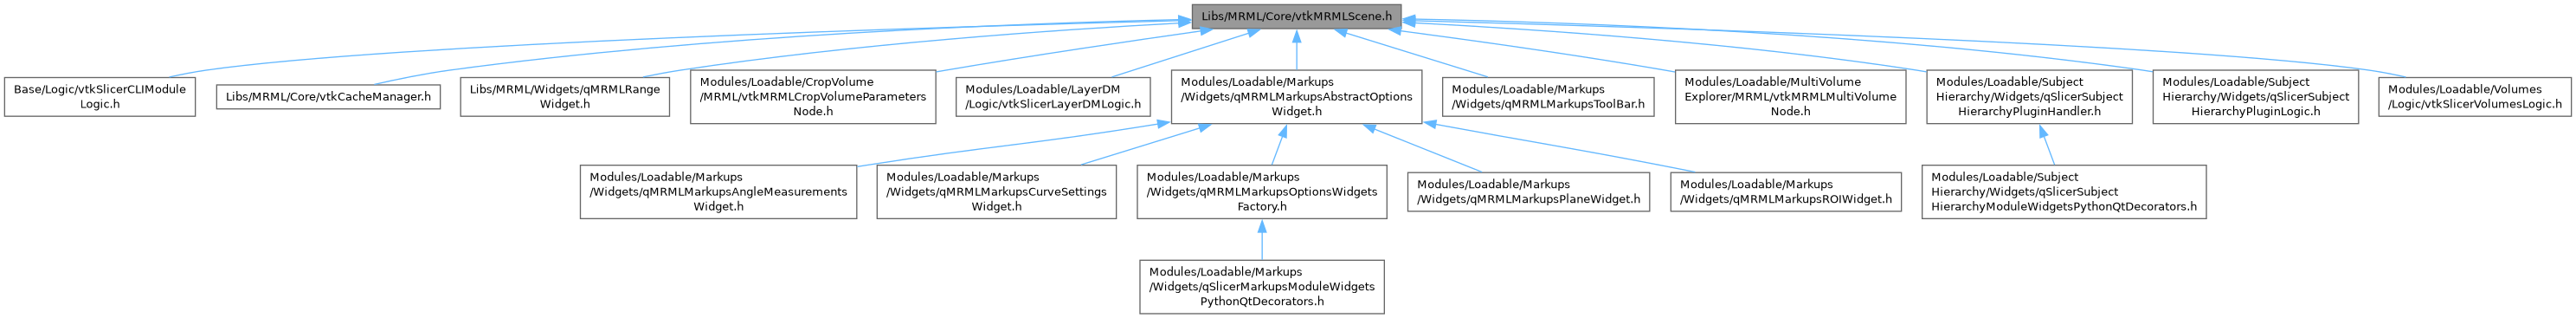 Libs/MRML/Core/vtkMRMLScene.h
Base/Logic/vtkSlicerCLIModule
Logic.h
Libs/MRML/Core/vtkCacheManager.h
Libs/MRML/Widgets/qMRMLRange
Widget.h
Modules/Loadable/CropVolume
/MRML/vtkMRMLCropVolumeParameters
Node.h
Modules/Loadable/LayerDM
/Logic/vtkSlicerLayerDMLogic.h
Modules/Loadable/Markups
/Widgets/qMRMLMarkupsAbstractOptions
Widget.h
Modules/Loadable/Markups
/Widgets/qMRMLMarkupsToolBar.h
Modules/Loadable/MultiVolume
Explorer/MRML/vtkMRMLMultiVolume
Node.h
Modules/Loadable/Subject
Hierarchy/Widgets/qSlicerSubject
HierarchyPluginHandler.h
Modules/Loadable/Subject
Hierarchy/Widgets/qSlicerSubject
HierarchyPluginLogic.h
Modules/Loadable/Volumes
/Logic/vtkSlicerVolumesLogic.h
Modules/Loadable/Markups
/Widgets/qMRMLMarkupsAngleMeasurements
Widget.h
Modules/Loadable/Markups
/Widgets/qMRMLMarkupsCurveSettings
Widget.h
Modules/Loadable/Markups
/Widgets/qMRMLMarkupsOptionsWidgets
Factory.h
Modules/Loadable/Markups
/Widgets/qMRMLMarkupsPlaneWidget.h
Modules/Loadable/Markups
/Widgets/qMRMLMarkupsROIWidget.h
Modules/Loadable/Subject
Hierarchy/Widgets/qSlicerSubject
HierarchyModuleWidgetsPythonQtDecorators.h
Modules/Loadable/Markups
/Widgets/qSlicerMarkupsModuleWidgets
PythonQtDecorators.h